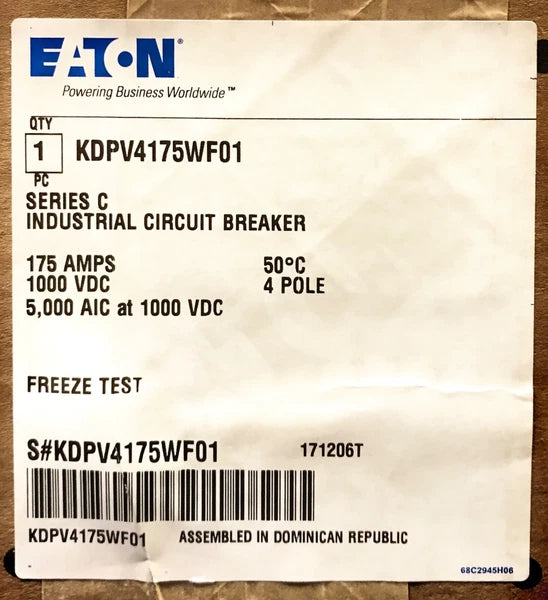 EATON®
Powering Business Worldwide™
QTY
1 KDPV4175WF01
PC
SERIES C
INDUSTRIAL CIRCUIT BREAKER
175 AMPS 50°C
1000 VDC 4 POLE
5,000 AIC at 1000 VDC
FREEZE TEST
S#KDPV4175WF01 171206T
KDPV4175WF01 ASSEMBLED IN DOMINICAN REPUBLIC
68C2945H06